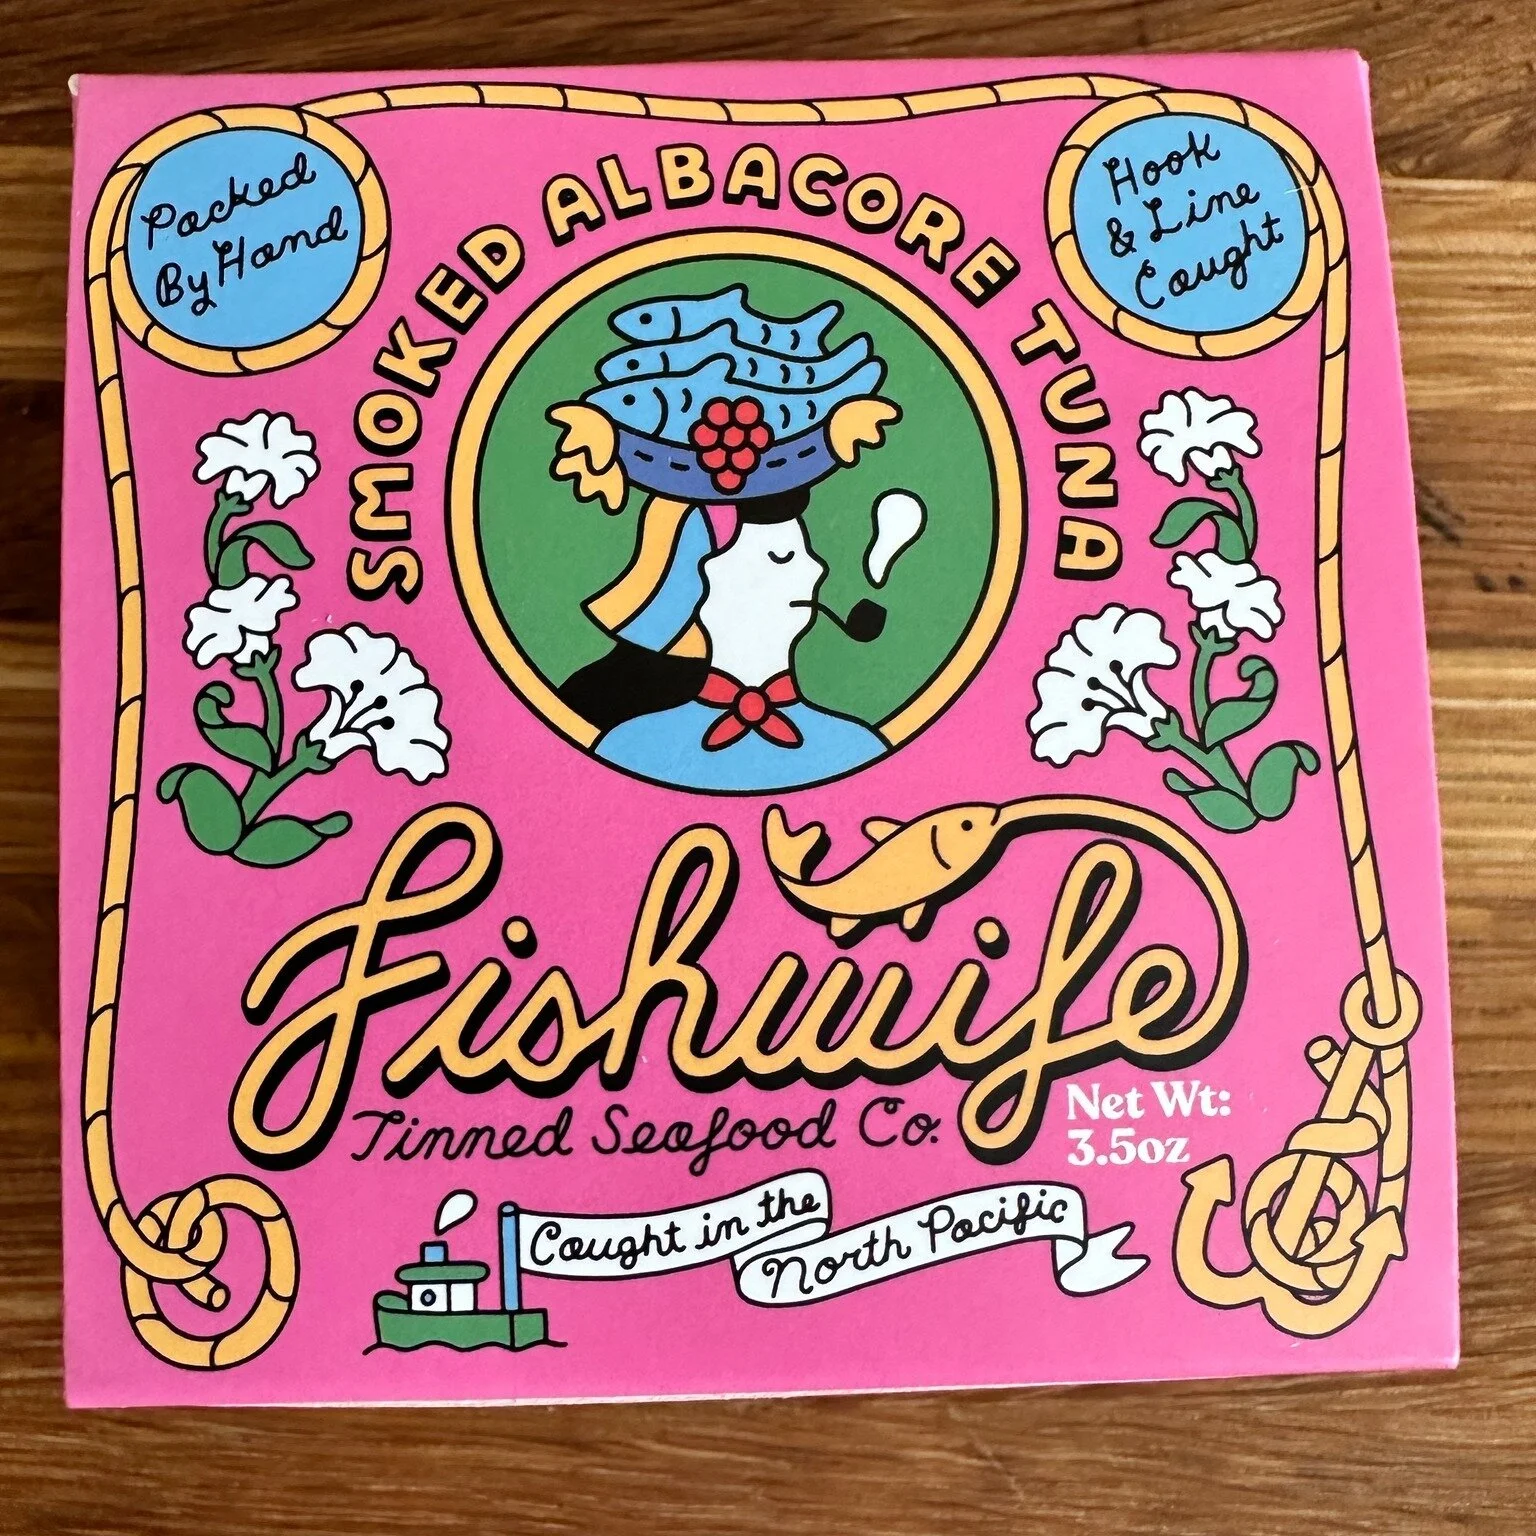 Packed
By Hand
Hook
& Line
Caught
SMOKED ALBACORE TUNA
Fishwife
Tinned Seafood Co.
Net Wt:
3.5oz
Caught in the
North Pacific